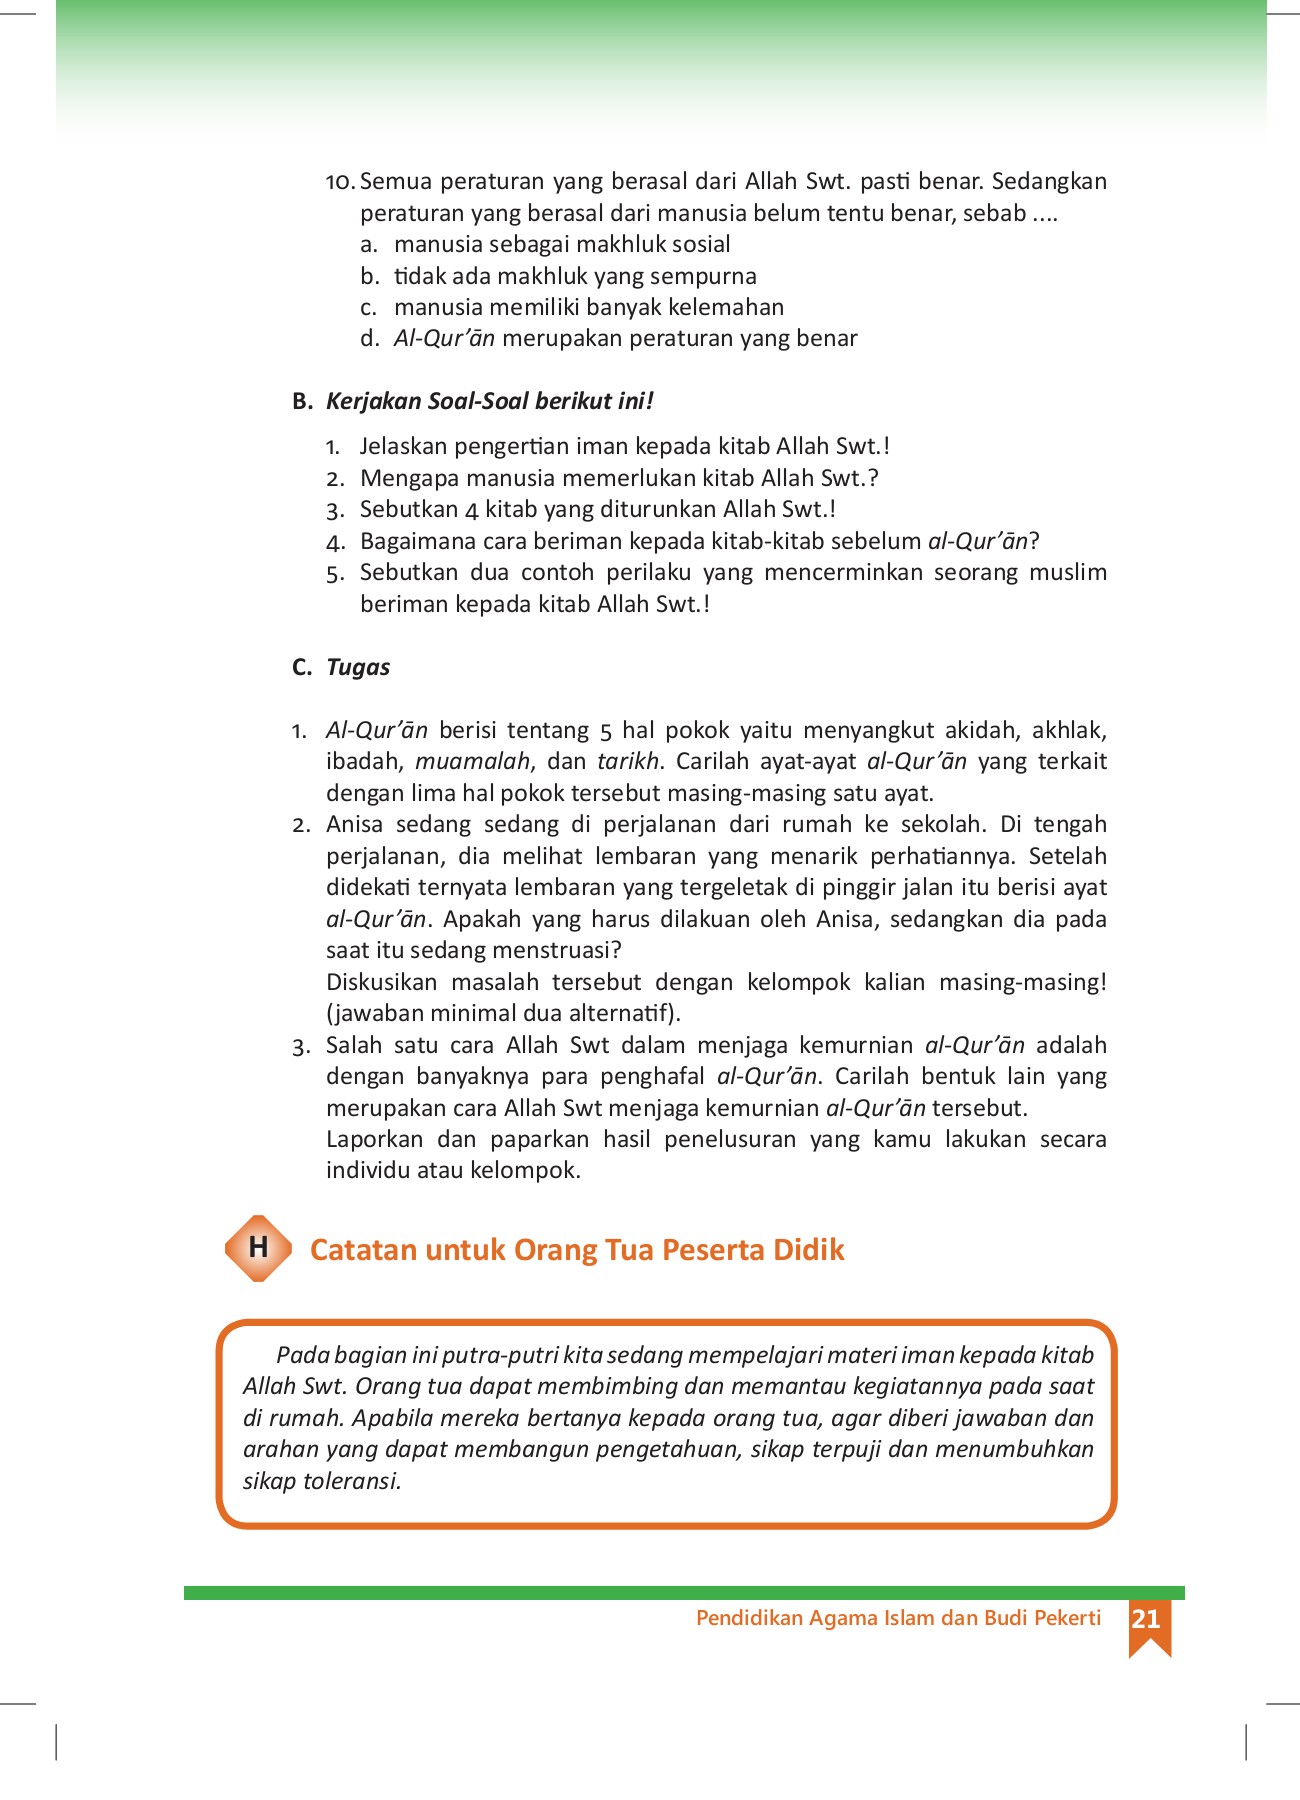 10. Semua peraturan yang berasal dari Allah Swt. pasti benar. Sedangkan
peraturan yang berasal dari manusia belum tentu benar, sebab ....
a. manusia sebagai makhluk sosial
b. tidak ada makhluk yang sempurna
c. manusia memiliki banyak kelemahan
d. Al-Qur’ān merupakan peraturan yang benar
B. Kerjakan Soal-Soal berikut ini!
1. Jelaskan pengertian iman kepada kitab Allah Swt.!
2. Mengapa manusia memerlukan kitab Allah Swt.?
3. Sebutkan 4 kitab yang diturunkan Allah Swt.!
4. Bagaimana cara beriman kepada kitab-kitab sebelum al-Qur’ān?
5. Sebutkan dua contoh perilaku yang mencerminkan seorang muslim
beriman kepada kitab Allah Swt.!
C. Tugas
1. Al-Qur’ān berisi tentang 5 hal pokok yaitu menyangkut akidah, akhlak,
ibadah, muamalah, dan tarikh. Carilah ayat-ayat al-Qur’ān yang terkait
dengan lima hal pokok tersebut masing-masing satu ayat.
2. Anisa sedang sedang di perjalanan dari rumah ke sekolah. Di tengah
perjalanan, dia melihat lembaran yang menarik perhatiannya. Setelah
didekati ternyata lembaran yang tergeletak di pinggir jalan itu berisi ayat
al-Qur’ān. Apakah yang harus dilakuan oleh Anisa, sedangkan dia pada
saat itu sedang menstruasi?
Diskusikan masalah tersebut dengan kelompok kalian masing-masing!
(jawaban minimal dua alternatif).
3. Salah satu cara Allah Swt dalam menjaga kemurnian al-Qur’ān adalah
dengan banyaknya para penghafal al-Qur’ān. Carilah bentuk lain yang
merupakan cara Allah Swt menjaga kemurnian al-Qur’ān tersebut.
Laporkan dan paparkan hasil penelusuran yang kamu lakukan secara
individu atau kelompok.
H Catatan untuk Orang Tua Peserta Didik
Pada bagian ini putra-putri kita sedang mempelajari materi iman kepada kitab
Allah Swt. Orang tua dapat membimbing dan memantau kegiatannya pada saat
di rumah. Apabila mereka bertanya kepada orang tua, agar diberi jawaban dan
arahan yang dapat membangun pengetahuan, sikap terpuji dan menumbuhkan
sikap toleransi.
Pendidikan Agama Islam dan Budi Pekerti 21